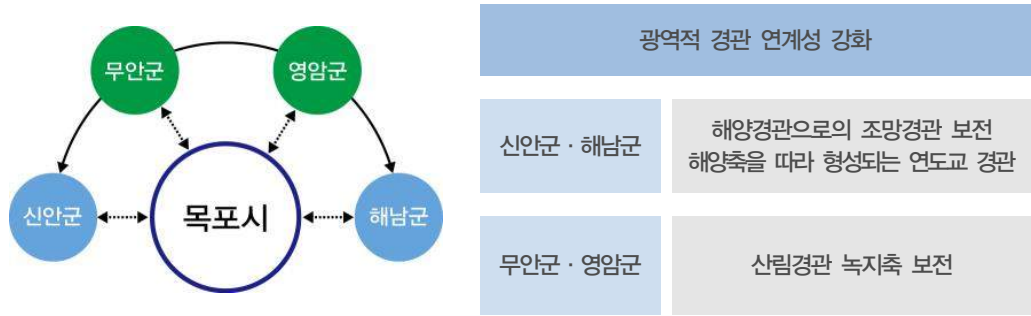 무안군
영암군
신안군
목포시
해남군
광역적 경관 연계성 강화
신안군 · 해남군
해양경관으로의 조망경관 보전
해양축을 따라 형성되는 연도교 경관
무안군 · 영암군
산림경관 녹지축 보전